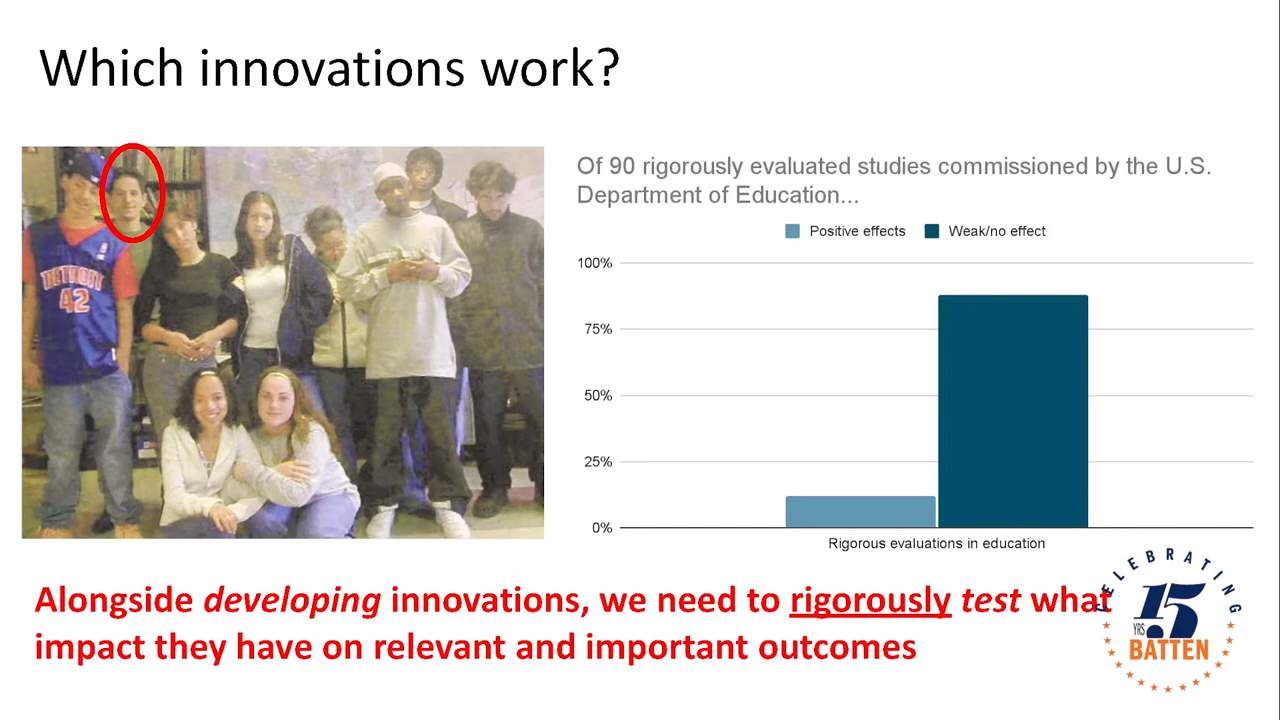 Which innovations work?
DETROIT
42
Of 90 rigorously evaluated studies commissioned by the U.S.
Department of Education...
Positive effects
Weak/no effect
100%
75%
50%
25%
0%
Rigorous evaluations in education
Alongside developing innovations, we need to rigorously test what
impact they have on relevant and important outcomes
CELEBRATING
15
YRS
BATTEN